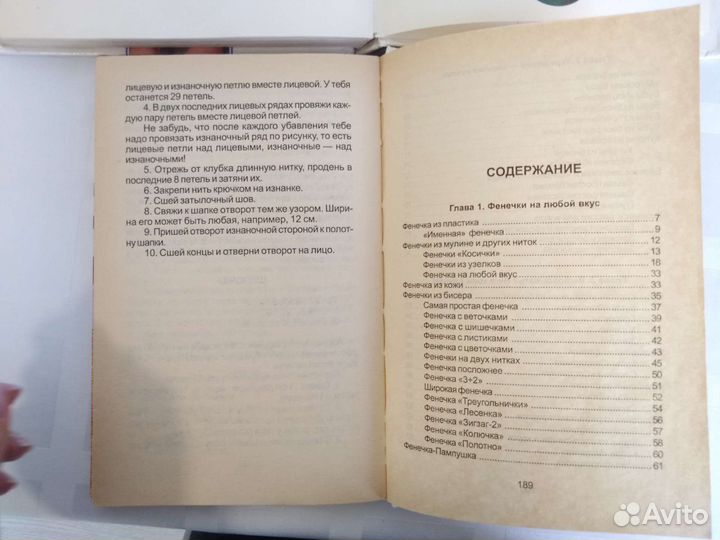 лицевую и изнаночную петлю вместе лицевой. У тебя
останется 29 петель.
4. В двух последних лицевых рядах провяжи каж-
дую пару петель вместе лицевой петлей.
Не забудь, что после каждого убавления тебе
надо провязать изнаночный ряд по рисунку, то есть
лицевые петли над лицевыми, изнаночные — над
изнаночными!
5. Отрежь от клубка длинную нитку, продень в
последние 8 петель и затяни их.
6. Закрепи нить крючком на изнанке.
7. Сшей затылочный шов.
8. Свяжи к шапке отворот тем же узором. Шири-
на его может быть любая, например, 12 см.
9. Пришей отворот изнаночной стороной к полот-
ну шапки.
10. Сшей концы и отверни отворот на лицо.
СОДЕРЖАНИЕ
Глава 1. Фенечки на любой вкус
Фенечка из пластика 7
«Именная» фенечка 9
Фенечки из мулине и других ниток 12
Фенечки «Косички» 13
Фенечки из узелков 18
Фенечка на любой вкус 33
Фенечка из кожи 33
Фенечки из бисера 35
Самая простая фенечка 37
Фенечка с веточками 39
Фенечка с шишечками 41
Фенечка с листиками 42
Фенечка с цветочками 43
Фенечки на двух нитках 45
Фенечка посложнее 50
Фенечка «3+2» 51
Широкая фенечка 52
Фенечка «Треугольнички» 54
Фенечка «Лесенка» 56
Фенечка «Зигзаг-2» 57
Фенечка «Колючка» 58
Фенечка «Полотно» 60
Фенечка-Пампушка 61
189
Avito